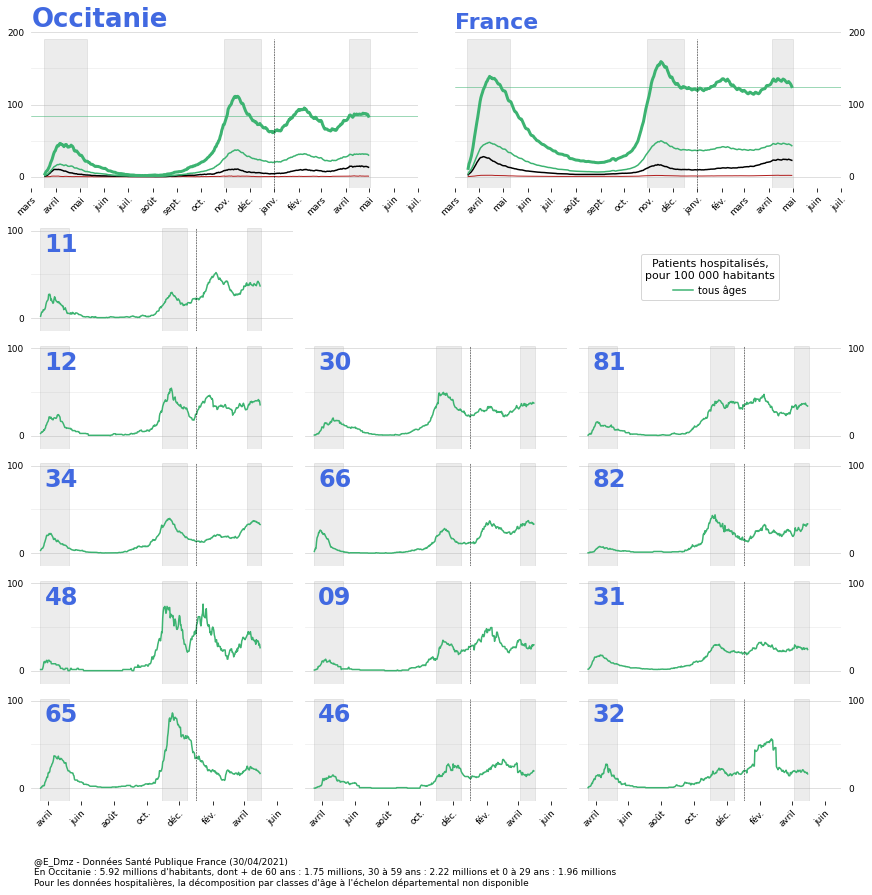 Occitanie
France
200
200
100
100
0
0
mars
avril
mai
juin
juil.
août
sept.
oct.
nov.
déc.
janv.
fév.
mars
avril
mai
juin
juil.
mars
avril
mai
juin
juil.
août
sept.
oct.
nov.
déc.
janv.
fév.
mars
avril
mai
juin
juil.
100
11
0
Patients hospitalisés,
pour 100 000 habitants
tous âges
100
12
30
81
100
0
0
100
34
66
82
100
0
0
100
48
09
31
100
0
0
100
65
46
32
100
0
0
avril
juin
août
oct.
déc.
fév.
avril
juin
avril
juin
août
oct.
déc.
fév.
avril
juin
avril
juin
août
oct.
déc.
fév.
avril
juin
@E_Dmz - Données Santé Publique France (30/04/2021)
En Occitanie : 5.92 millions d'habitants, dont + de 60 ans : 1.75 millions, 30 à 59 ans : 2.22 millions et 0 à 29 ans : 1.96 millions
Pour les données hospitalières, la décomposition par classes d'âge à l'échelon départemental non disponible